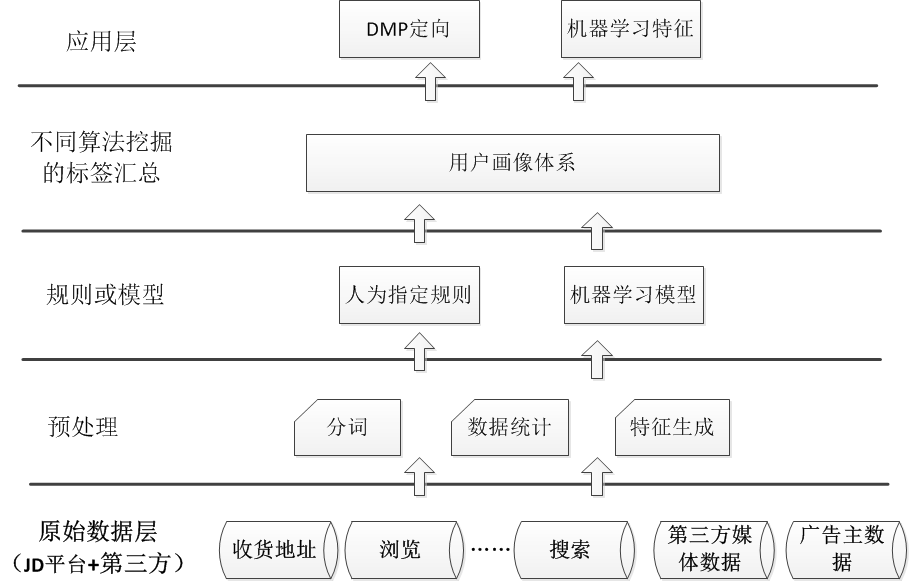 应用层
DMP定向
机器学习特征
不同算法挖掘
的标签汇总
用户画像体系
规则或模型
人为指定规则
机器学习模型
预处理
分词
数据统计
特征生成
原始数据层
（JD平台+第三方）
收货地址
浏览
……
搜索
第三方媒
体数据
广告主数
据